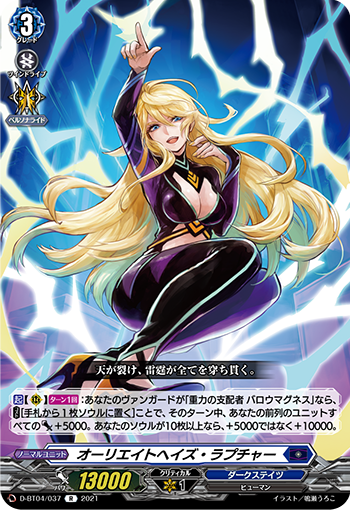 3
グレード
ツインドライブ
ペルソナライド
天が裂け、雷霆が全てを穿ち貫く。
起【(R)】ターン1回:あなたのヴァンガードが「重力の支配者 バロウマグネス」なら、
[手札から1枚ソウルに置く]ことで、そのターン中、あなたの前列のユニットす
べての+5000。あなたのソウルが10枚以上なら、+5000ではなく+10000。
ノーマルユニット
オーリエイトヘイズ・ラプチャー
ダークステイツ
パワー 13000
クリティカル
1
ヒューマン
D-BT04/037 R 2021
イラスト/鳴瀬うろこ